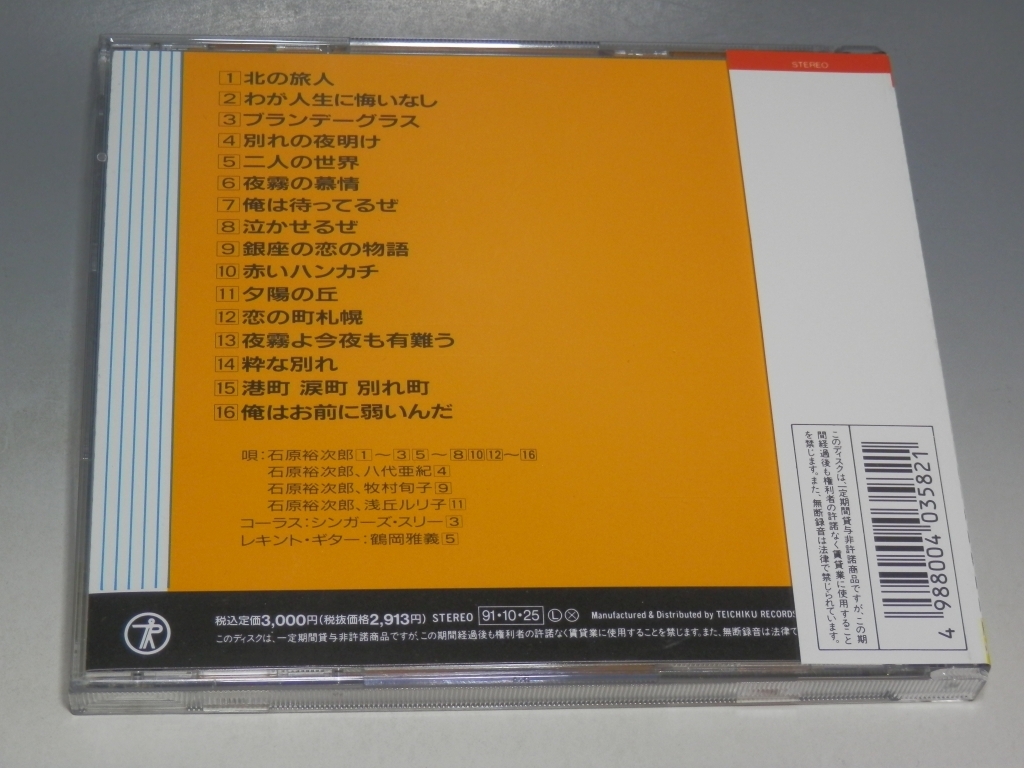 STEREO
1 北の旅人
2 わが人生に悔いなし
3 ブランデーグラス
4 別れの夜明け
5 二人の世界
6 夜霧の慕情
7 俺は待ってるぜ
8 泣かせるぜ
9 銀座の恋の物語
10 赤いハンカチ
11 夕陽の丘
12 恋の町札幌
13 夜霧よ今夜も有難う
14 粋な別れ
15 港町 涙町 別れ町
16 俺はお前に弱いんだ
唄:石原裕次郎1〜3 5〜8 10 12〜16
石原裕次郎、八代亜紀4
石原裕次郎、牧村旬子9
石原裕次郎、浅丘ルリ子11
コーラス:シンガーズ・スリー3
レキント・ギター:鶴岡雅義5
税込定価3,000円(税抜価格2,913円) STEREO 91・10・25 L X Manufactured & Distributed by TEICHIKU RECORDS
このディスクは、一定期間貸与非許諾商品ですが、この期間経過後も権利者の許諾なく賃貸業に使用することを禁じます。また、無断録音は法律で
このディスクは、一定期間貸与非許諾商品ですが、この期
間経過後も権利者の許諾なく賃貸業に使用すること
を禁じます。また、無断録音は法律で禁じられています。
4 988004 035821